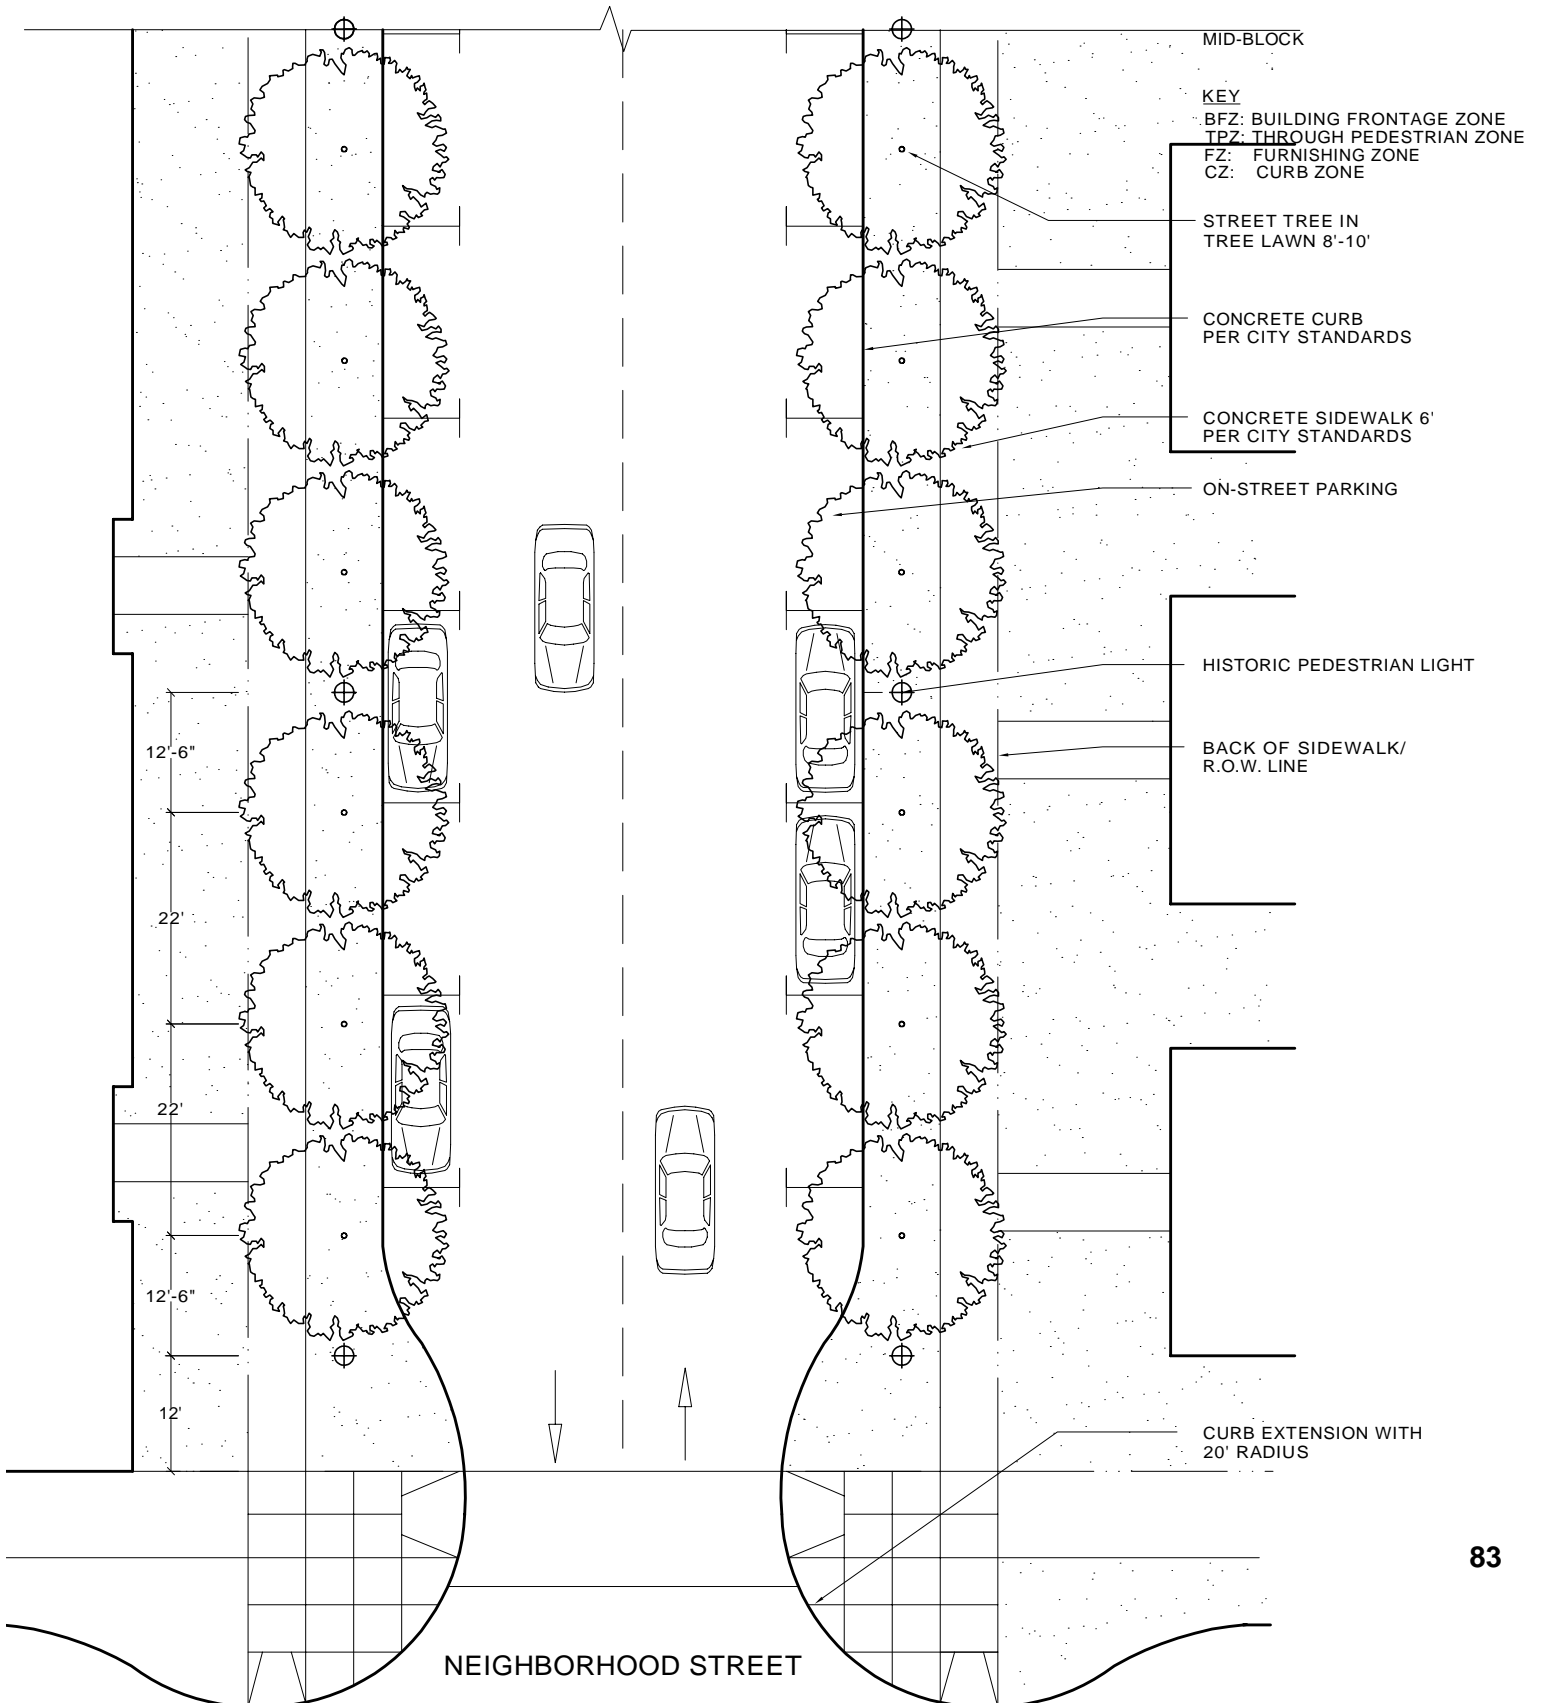 MID-BLOCK
KEY
BFZ: BUILDING FRONTAGE ZONE
TPZ: THROUGH PEDESTRIAN ZONE
FZ: FURNISHING ZONE
CZ: CURB ZONE
STREET TREE IN
TREE LAWN 8'-10'
CONCRETE CURB
PER CITY STANDARDS
CONCRETE SIDEWALK 6'
PER CITY STANDARDS
ON-STREET PARKING
HISTORIC PEDESTRIAN LIGHT
BACK OF SIDEWALK/
R.O.W. LINE
12'-6"
22'
22'
12'-6"
12'
CURB EXTENSION WITH
20' RADIUS
83
NEIGHBORHOOD STREET